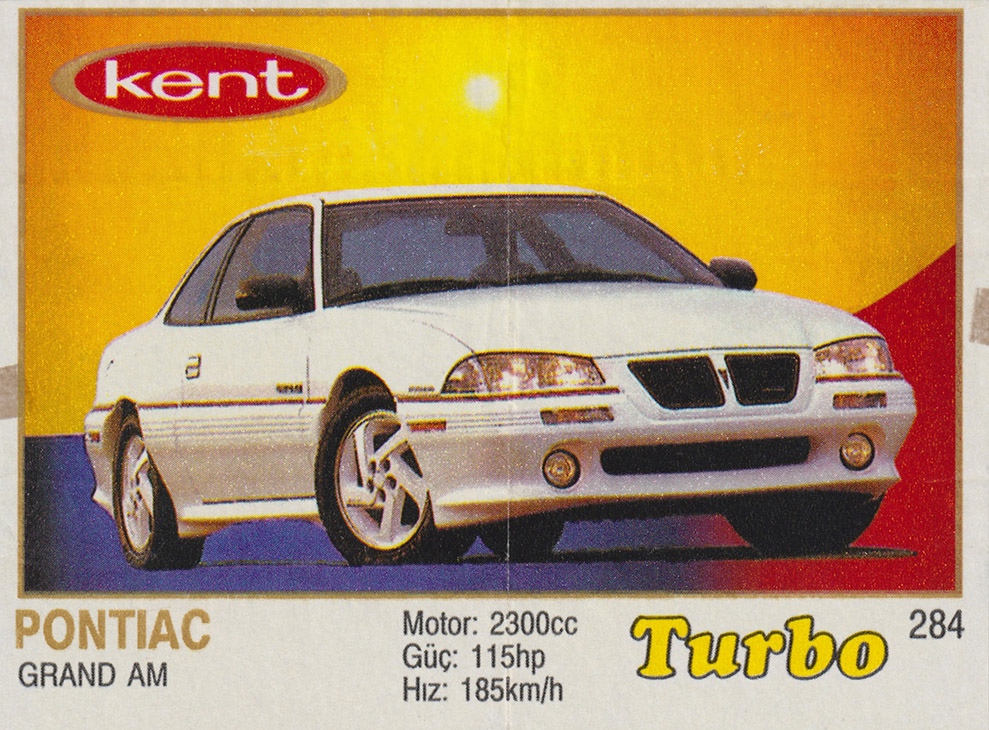 kent
PONTIAC
GRAND AM
Motor: 2300cc
Güç: 115hp
Hız: 185km/h
Turbo
284